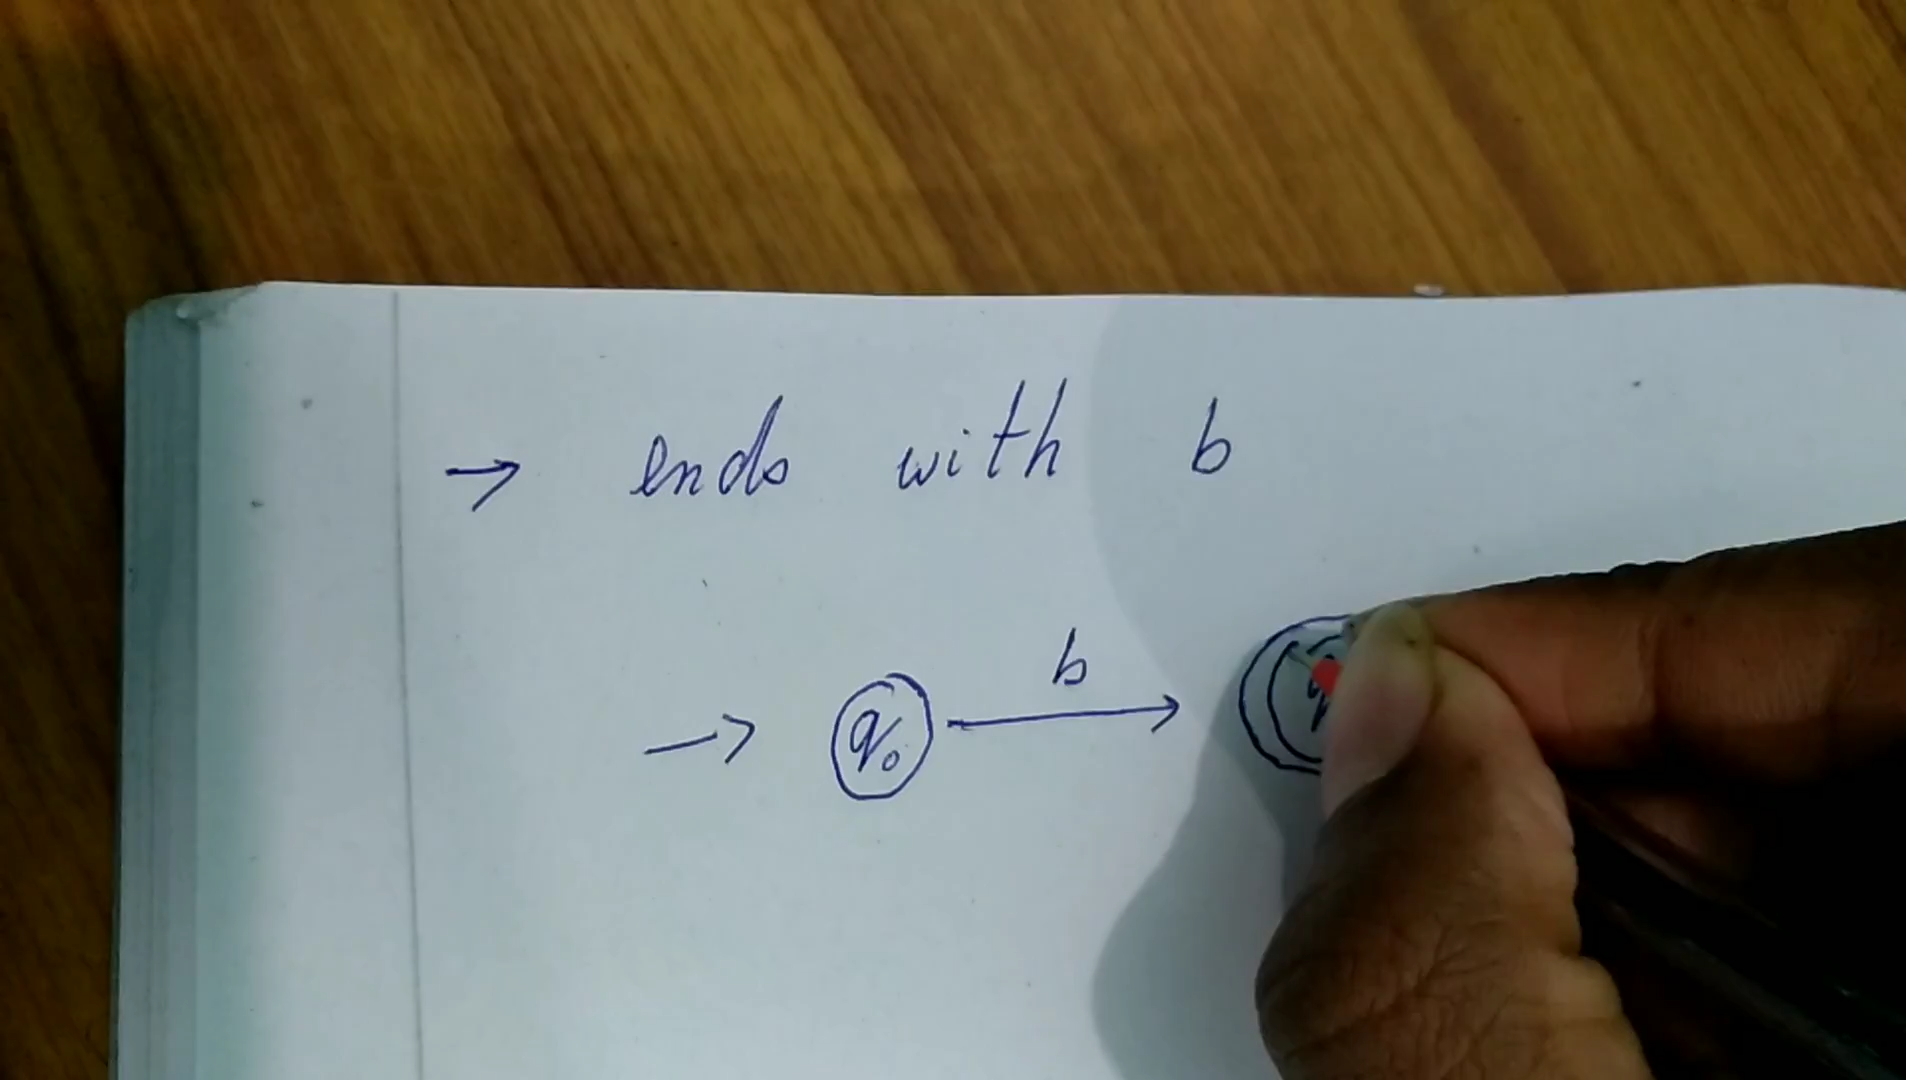 → ends with b
b
→ q₀ →